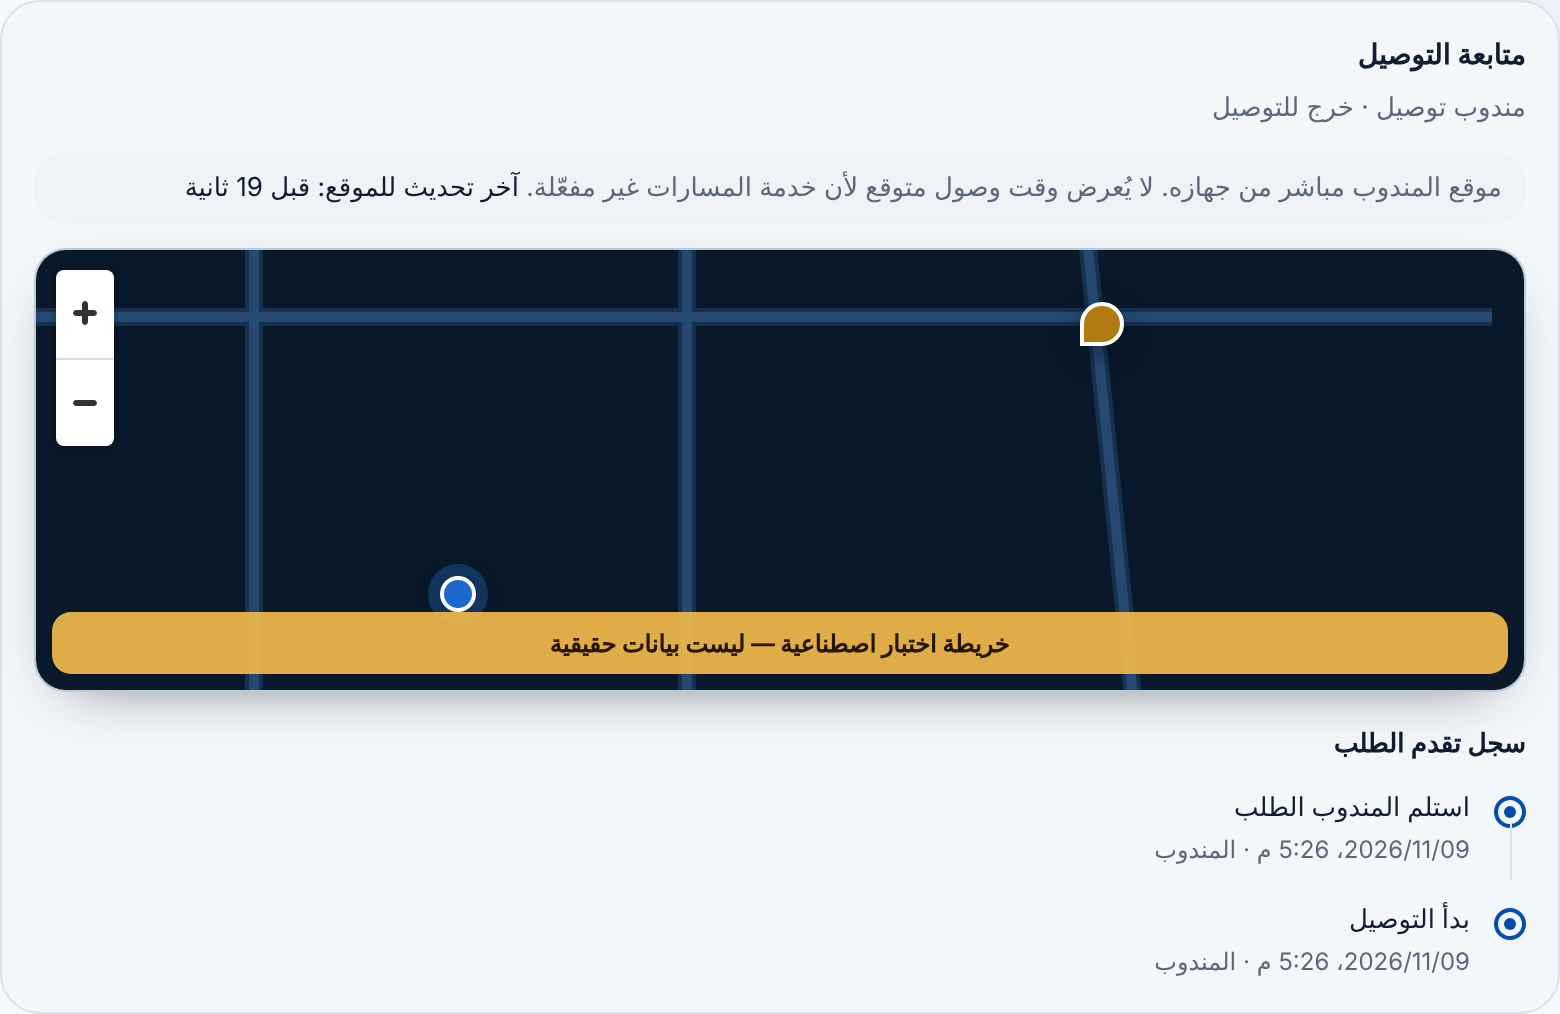 متابعة التوصيل
مندوب توصيل · خرج للتوصيل
موقع المندوب مباشر من جهازه. لا يُعرض وقت وصول متوقع لأن خدمة المسارات غير مفعّلة. آخر تحديث للموقع: قبل 19 ثانية
+
−
خريطة اختبار اصطناعية — ليست بيانات حقيقية
سجل تقدم الطلب
استلم المندوب الطلب
2026/11/09، 5:26 م · المندوب
بدأ التوصيل
2026/11/09، 5:26 م · المندوب